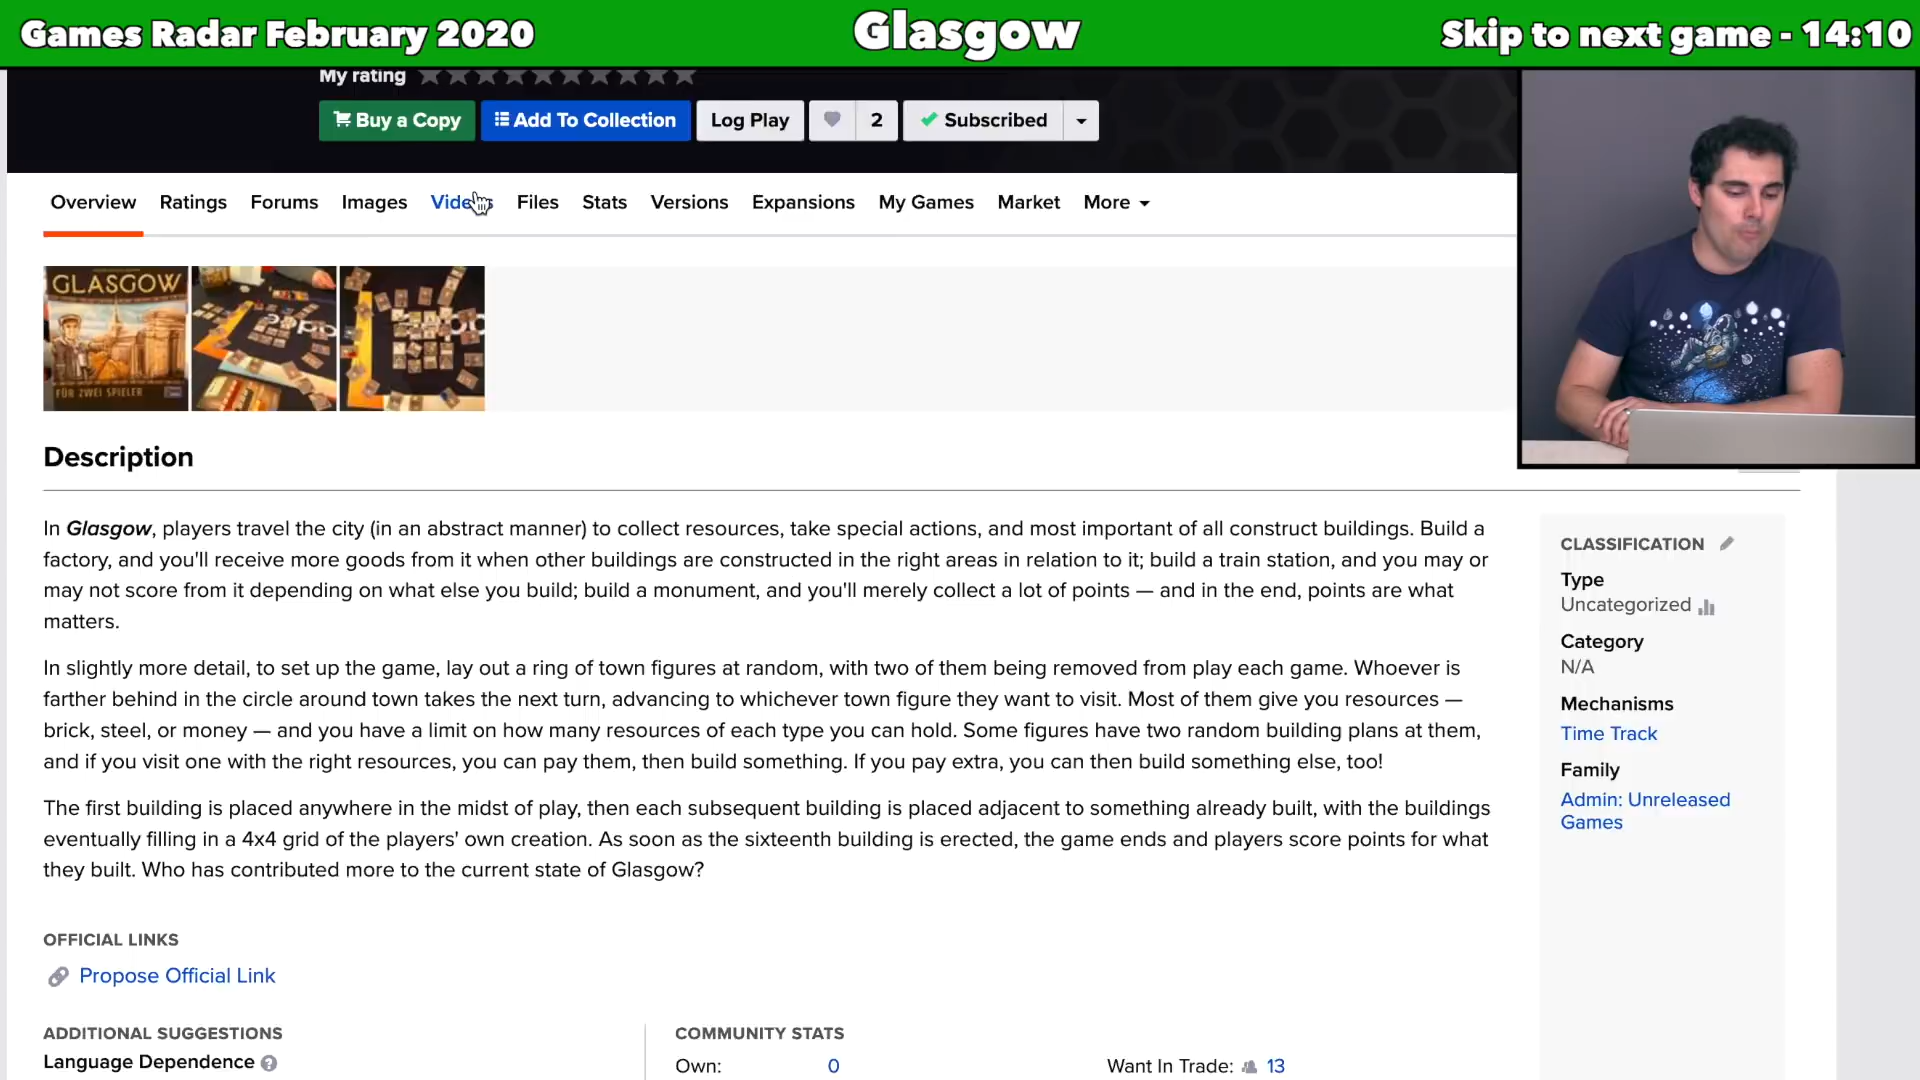 Games Radar February 2020
Glasgow
Skip to next game - 14:10
My rating
Buy a Copy
Add To Collection
Log Play
2
Subscribed
Overview
Ratings
Forums
Images
Videos
Files
Stats
Versions
Expansions
My Games
Market
More
GLASGOW
FÜR ZWEI SPIELER
Description
In Glasgow, players travel the city (in an abstract manner) to collect resources, take special actions, and most important of all construct buildings. Build a
factory, and you'll receive more goods from it when other buildings are constructed in the right areas in relation to it; build a train station, and you may or
may not score from it depending on what else you build; build a monument, and you'll merely collect a lot of points — and in the end, points are what
matters.
In slightly more detail, to set up the game, lay out a ring of town figures at random, with two of them being removed from play each game. Whoever is
farther behind in the circle around town takes the next turn, advancing to whichever town figure they want to visit. Most of them give you resources —
brick, steel, or money — and you have a limit on how many resources of each type you can hold. Some figures have two random building plans at them,
and if you visit one with the right resources, you can pay them, then build something. If you pay extra, you can then build something else, too!
The first building is placed anywhere in the midst of play, then each subsequent building is placed adjacent to something already built, with the buildings
eventually filling in a 4x4 grid of the players' own creation. As soon as the sixteenth building is erected, the game ends and players score points for what
they built. Who has contributed more to the current state of Glasgow?
CLASSIFICATION
Type
Uncategorized
Category
N/A
Mechanisms
Time Track
Family
Admin: Unreleased
Games
OFFICIAL LINKS
Propose Official Link
ADDITIONAL SUGGESTIONS
Language Dependence
COMMUNITY STATS
Own:
0
Want In Trade:
13